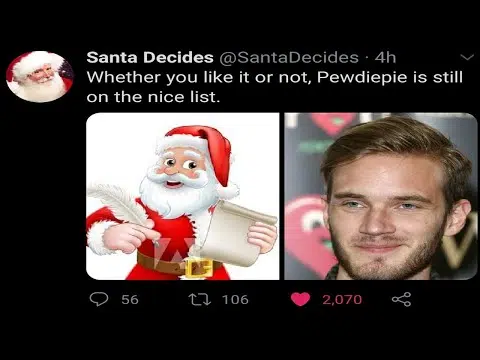 Santa Decides @SantaDecides · 4h
Whether you like it or not, Pewdiepie is still
on the nice list.
56 106 2,070